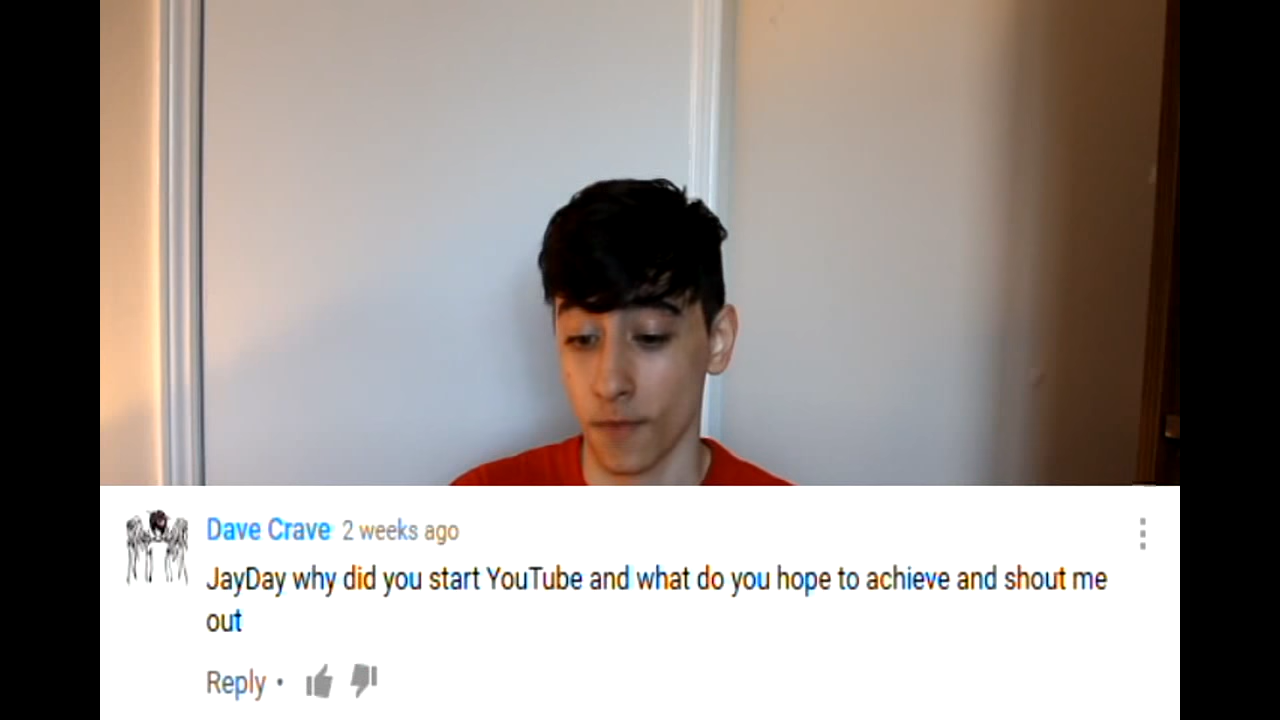 Dave Crave 2 weeks ago
JayDay why did you start YouTube and what do you hope to achieve and shout me
out
Reply •